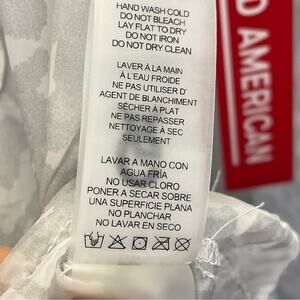 HAND WASH COLD
DO NOT BLEACH
LAY FLAT TO DRY
DO NOT IRON
DO NOT DRY CLEAN
LAVER À LA MAIN
À L'EAU FROIDE
NE PAS UTILISER D'
AGENT DE BLANCHIMENT
SÉCHER À PLAT
NE PAS REPASSER
NETTOYAGE À SEC
SEULEMENT
LAVAR A MANO CON
AGUA FRÍA
NO USAR CLORO
PONER A SECAR SOBRE
UNA SUPERFICIE PLANA
NO PLANCHAR
NO LAVAR EN SECO
D AMERICAN